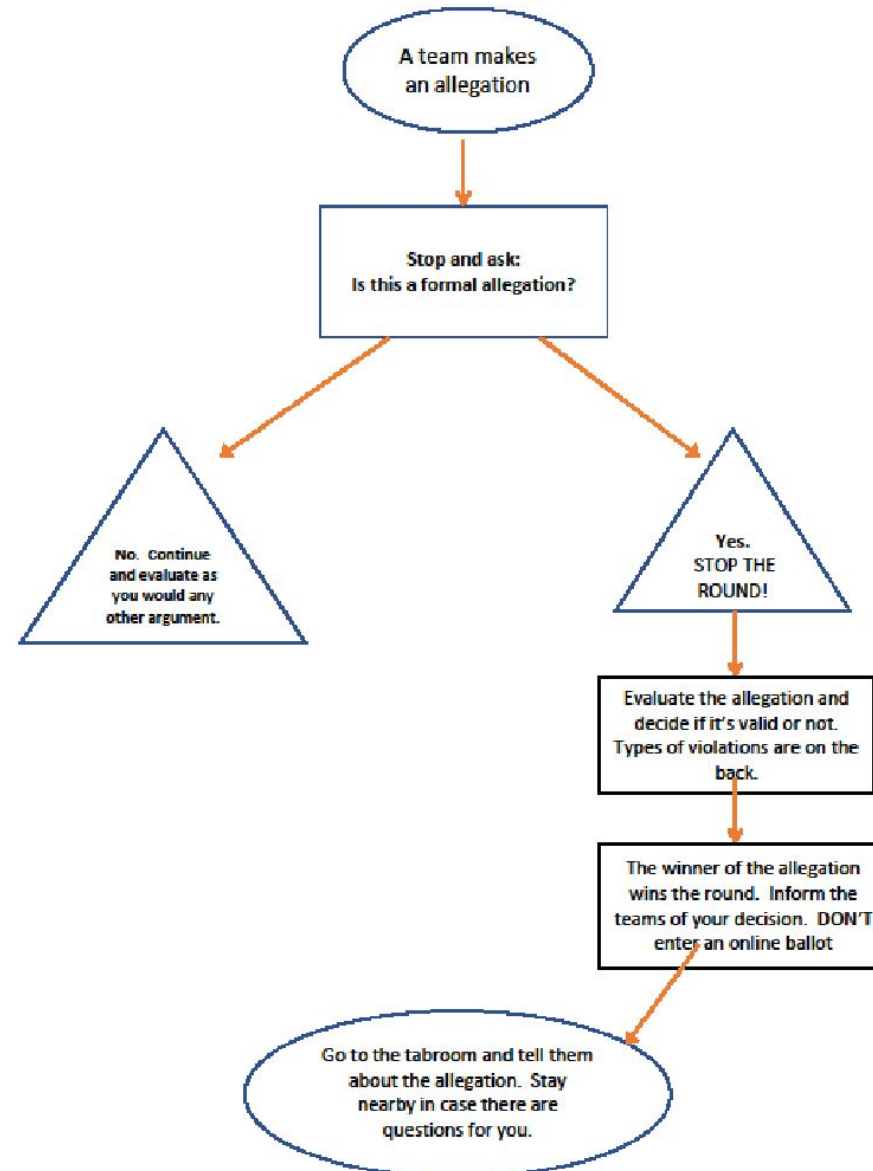 A team makes
an allegation
Stop and ask:
Is this a formal allegation?
No. Continue
and evaluate as
you would any
other argument.
Yes.
STOP THE
ROUND!
Evaluate the allegation and
decide if it's valid or not.
Types of violations are on the
back.
The winner of the allegation
wins the round. Inform the
teams of your decision. DON'T
enter an online ballot
Go to the tabroom and tell them
about the allegation. Stay
nearby in case there are
questions for you.